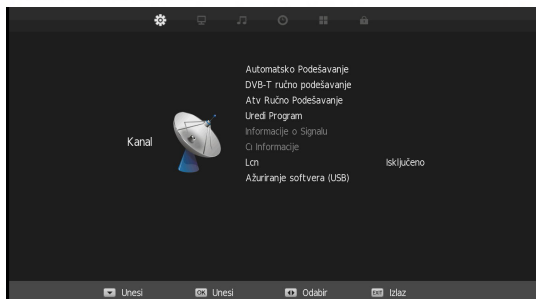 Automatsko Podešavanje
DVB-T ručno podešavanje
Atv Ručno Podešavanje
Uredi Program
Informacije o Signalu
Kanal
Ci Informacije
Lcn Isključeno
Ažuriranje softvera (USB)
Unesi OK Unesi Odabir EXIT Izlaz